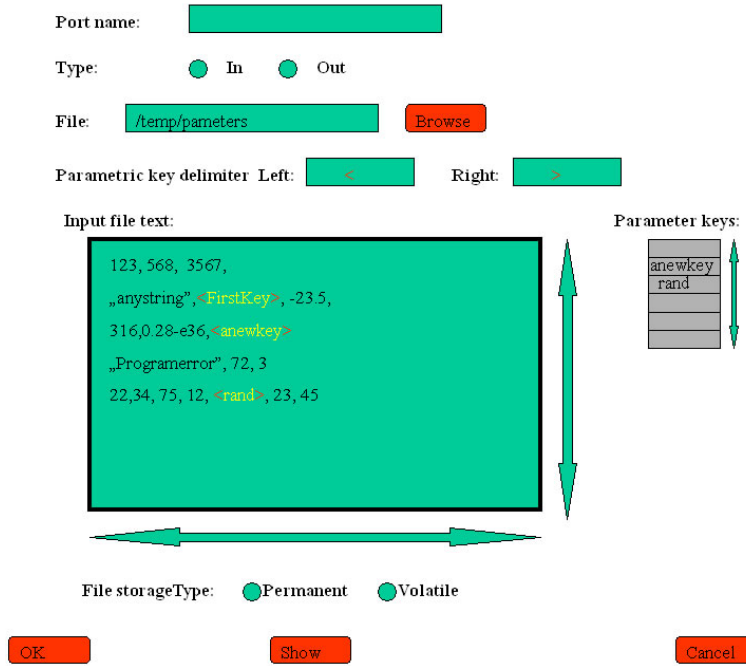 Port name:
Type: In Out
File: /temp/pameters Browse
Parametric key delimiter Left: < Right: >
Input file text: Parameter keys:
123, 568, 3567,
„anystring”,<FirstKey>, -23.5,
316,0.28-e36,<anewkey>
„Programerror”, 72, 3
22,34, 75, 12, <rand>, 23, 45
anewkey
rand
File storageType: Permanent Volatile
OK Show Cancel